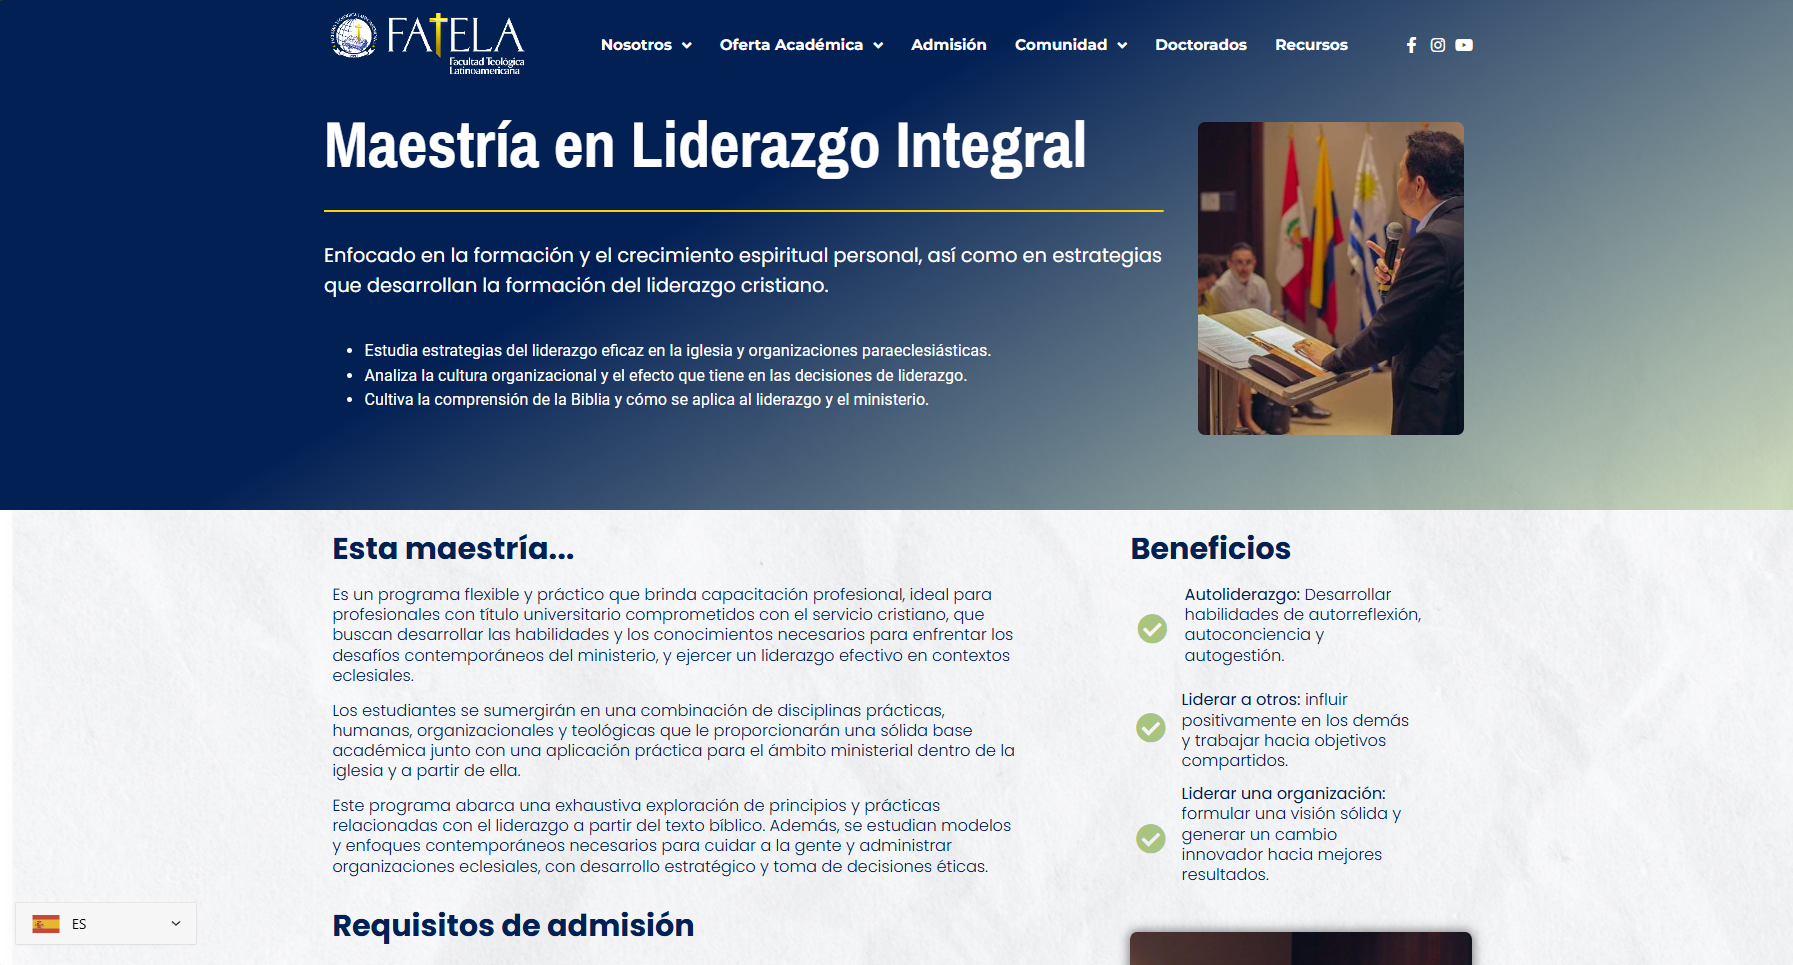 FATELA
Facultad Teológica
Latinoamericana
Nosotros
Oferta Académica
Admisión
Comunidad
Doctorados
Recursos
Maestría en Liderazgo Integral
Enfocado en la formación y el crecimiento espiritual personal, así como en estrategias
que desarrollan la formación del liderazgo cristiano.
• Estudia estrategias del liderazgo eficaz en la iglesia y organizaciones paraeclesiásticas.
• Analiza la cultura organizacional y el efecto que tiene en las decisiones de liderazgo.
• Cultiva la comprensión de la Biblia y cómo se aplica al liderazgo y el ministerio.
Esta maestría...
Es un programa flexible y práctico que brinda capacitación profesional, ideal para
profesionales con título universitario comprometidos con el servicio cristiano, que
buscan desarrollar las habilidades y los conocimientos necesarios para enfrentar los
desafíos contemporáneos del ministerio, y ejercer un liderazgo efectivo en contextos
eclesiales.
Los estudiantes se sumergirán en una combinación de disciplinas prácticas,
humanas, organizacionales y teológicas que le proporcionarán una sólida base
académica junto con una aplicación práctica para el ámbito ministerial dentro de la
iglesia y a partir de ella.
Este programa abarca una exhaustiva exploración de principios y prácticas
relacionadas con el liderazgo a partir del texto bíblico. Además, se estudian modelos
y enfoques contemporáneos necesarios para cuidar a la gente y administrar
organizaciones eclesiales, con desarrollo estratégico y toma de decisiones éticas.
Requisitos de admisión
Beneficios
Autoliderazgo: Desarrollar
habilidades de autorreflexión,
autoconciencia y
autogestión.
Liderar a otros: influir
positivamente en los demás
y trabajar hacia objetivos
compartidos.
Liderar una organización:
formular una visión sólida y
generar un cambio
innovador hacia mejores
resultados.
ES